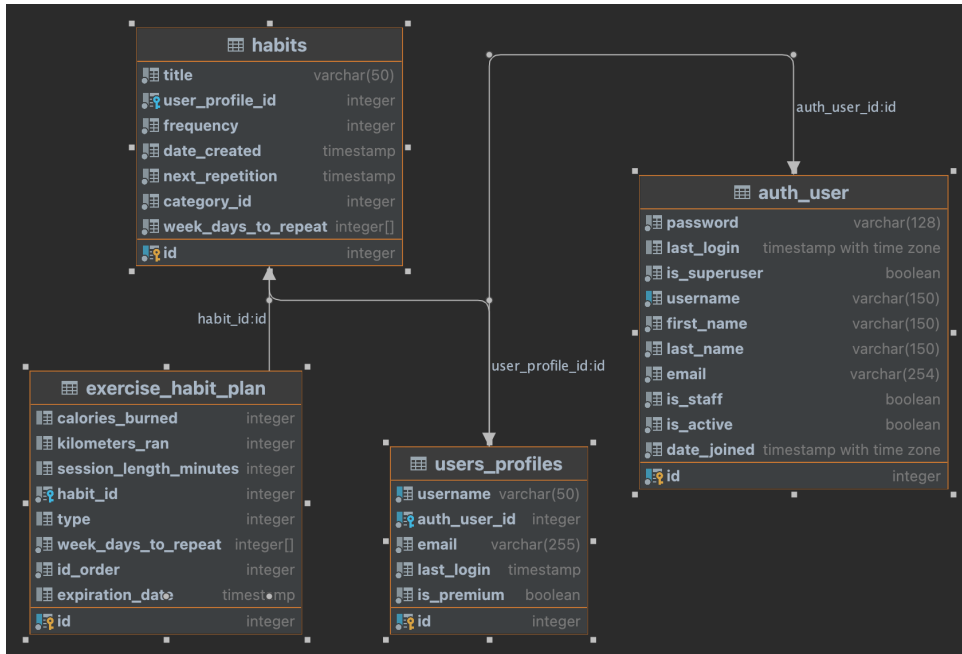 habits
title varchar(50)
user_profile_id integer
frequency integer
date_created timestamp
next_repetition timestamp
category_id integer
week_days_to_repeat integer[]
id integer
auth_user_id:id
auth_user
password varchar(128)
last_login timestamp with time zone
is_superuser boolean
username varchar(150)
first_name varchar(150)
last_name varchar(150)
email varchar(254)
is_staff boolean
is_active boolean
date_joined timestamp with time zone
id integer
habit_id:id
user_profile_id:id
exercise_habit_plan
calories_burned integer
kilometers_ran integer
session_length_minutes integer
habit_id integer
type integer
week_days_to_repeat integer[]
id_order integer
expiration_date timestamp
id integer
users_profiles
username varchar(50)
auth_user_id integer
email varchar(255)
last_login timestamp
is_premium boolean
id integer